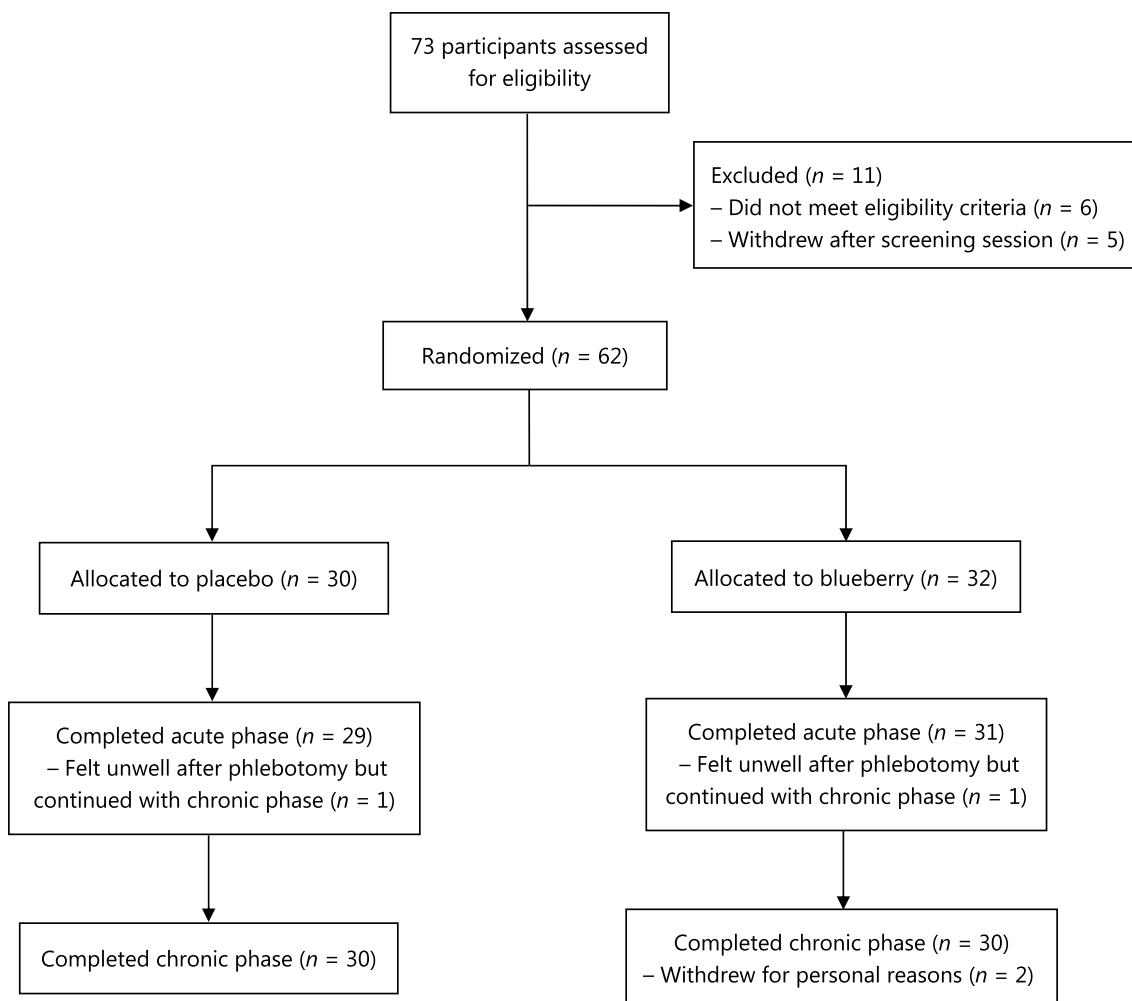 73 participants assessed
for eligibility
Excluded (n = 11)
– Did not meet eligibility criteria (n = 6)
– Withdrew after screening session (n = 5)
Randomized (n = 62)
Allocated to placebo (n = 30)
Allocated to blueberry (n = 32)
Completed acute phase (n = 29)
– Felt unwell after phlebotomy but
continued with chronic phase (n = 1)
Completed acute phase (n = 31)
– Felt unwell after phlebotomy but
continued with chronic phase (n = 1)
Completed chronic phase (n = 30)
Completed chronic phase (n = 30)
– Withdrew for personal reasons (n = 2)